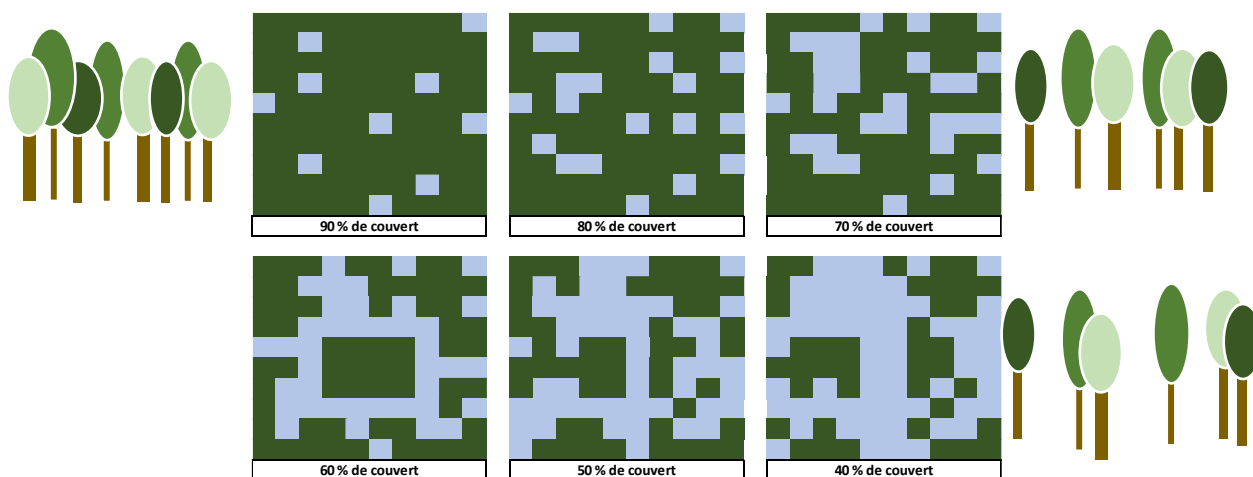 90 % de couvert
80 % de couvert
70 % de couvert
60 % de couvert
50 % de couvert
40 % de couvert